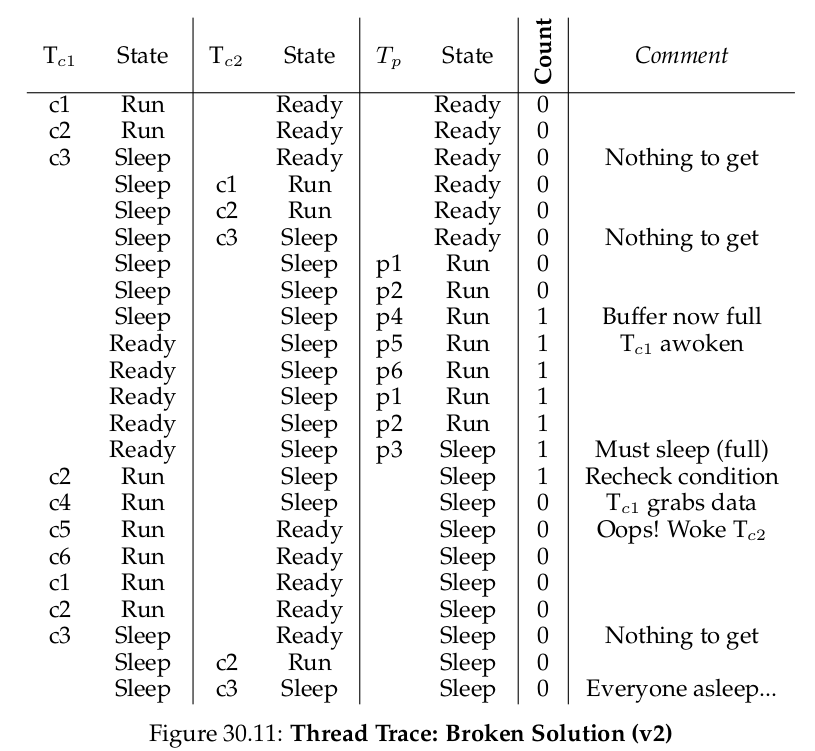 T_c1 State T_c2 State T_p State Count Comment
c1 Run Ready Ready 0
c2 Run Ready Ready 0
c3 Sleep Ready Ready 0 Nothing to get
Sleep c1 Run Ready 0
Sleep c2 Run Ready 0
Sleep c3 Sleep Ready 0 Nothing to get
Sleep Sleep p1 Run 0
Sleep Sleep p2 Run 0
Sleep Sleep p4 Run 1 Buffer now full
Ready Sleep p5 Run 1 T_c1 awoken
Ready Sleep p6 Run 1
Ready Sleep p1 Run 1
Ready Sleep p2 Run 1
Ready Sleep p3 Sleep 1 Must sleep (full)
c2 Run Sleep Sleep 1 Recheck condition
c4 Run Sleep Sleep 0 T_c1 grabs data
c5 Run Ready Sleep 0 Oops! Woke T_c2
c6 Run Ready Sleep 0
c1 Run Ready Sleep 0
c2 Run Ready Sleep 0
c3 Sleep Ready Sleep 0 Nothing to get
Sleep c2 Run Sleep 0
Sleep c3 Sleep Sleep 0 Everyone asleep...
Figure 30.11: Thread Trace: Broken Solution (v2)